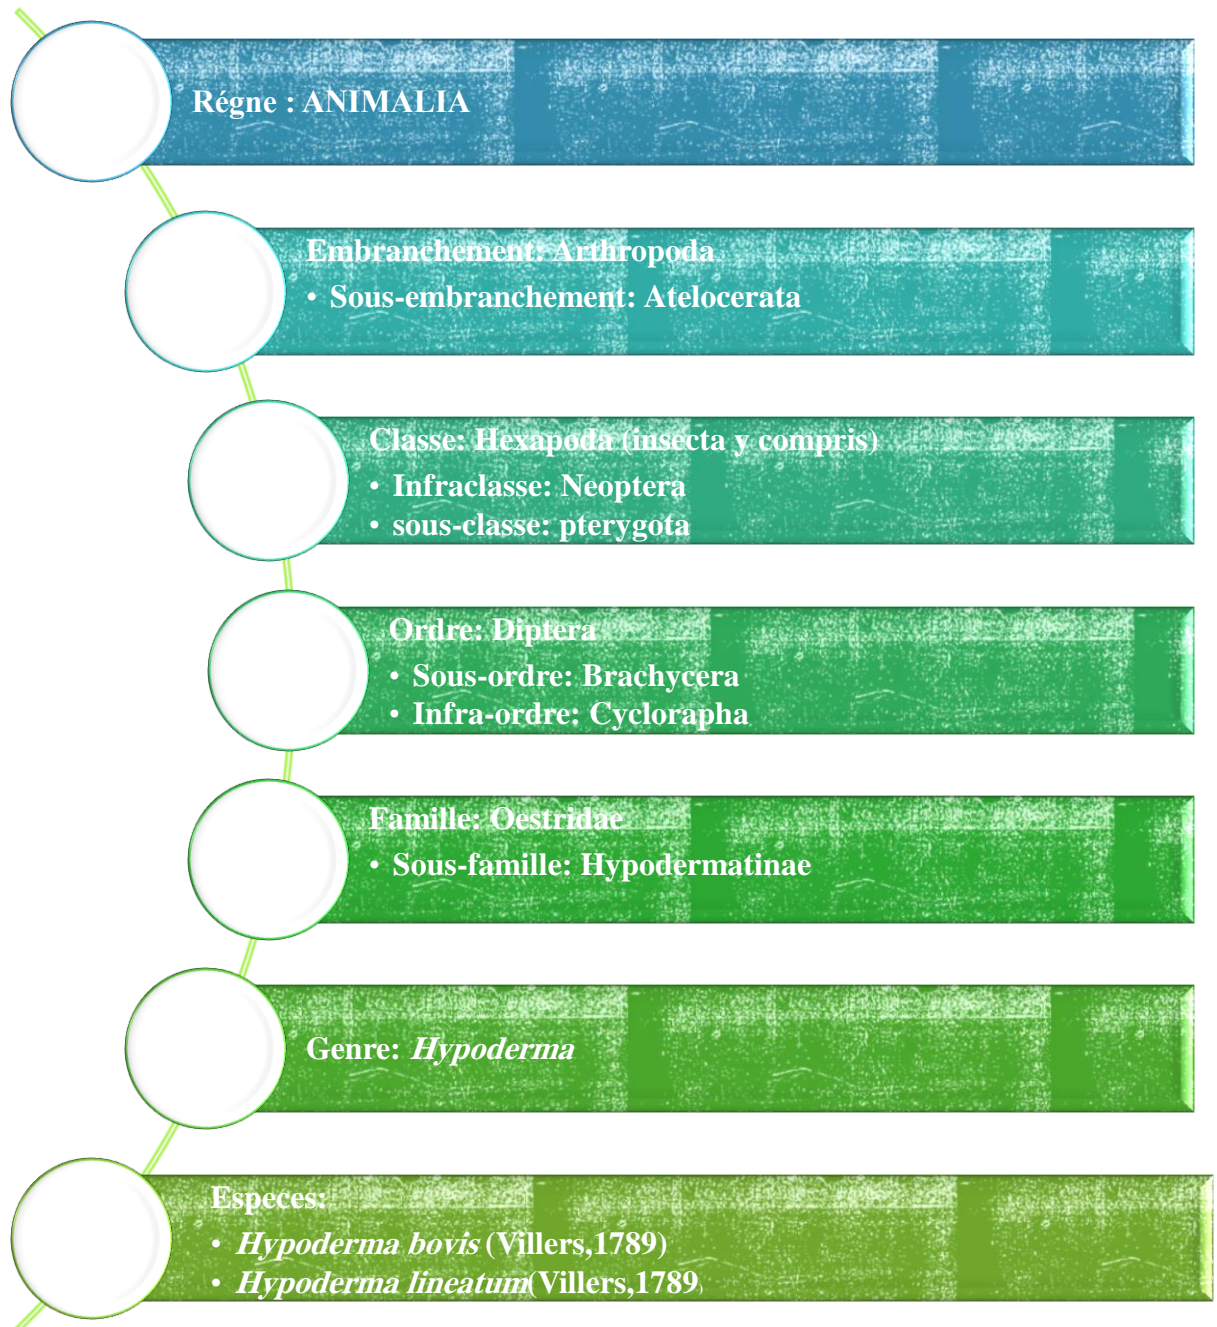 Régne : ANIMALIA
Embranchement: Arthropoda
• Sous-embranchement: Atelocerata
Classe: Hexapoda (insecta y compris)
• Infraclasse: Neoptera
• sous-classe: pterygota
Ordre: Diptera
• Sous-ordre: Brachycera
• Infra-ordre: Cyclorapha
Famille: Oestridae
• Sous-famille: Hypodermatinae
Genre: Hypoderma
Especes:
• Hypoderma bovis (Villers,1789)
• Hypoderma lineatum(Villers,1789)